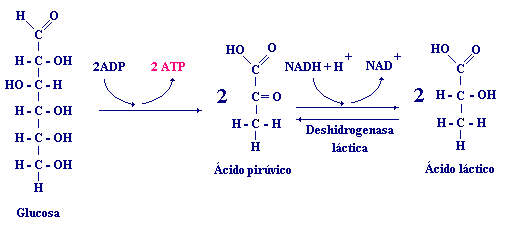 H O
C
H - C - OH
HO - C - H
H - C - OH
H - C - OH
H - C - OH
H
Glucosa
2ADP 2 ATP
2
HO O
C
C = O
H - C - H
H
Ácido pirúvico
NADH + H+ NAD+
Deshidrogenasa
láctica
2
HO O
C
H - C - OH
H - C - H
H
Ácido láctico